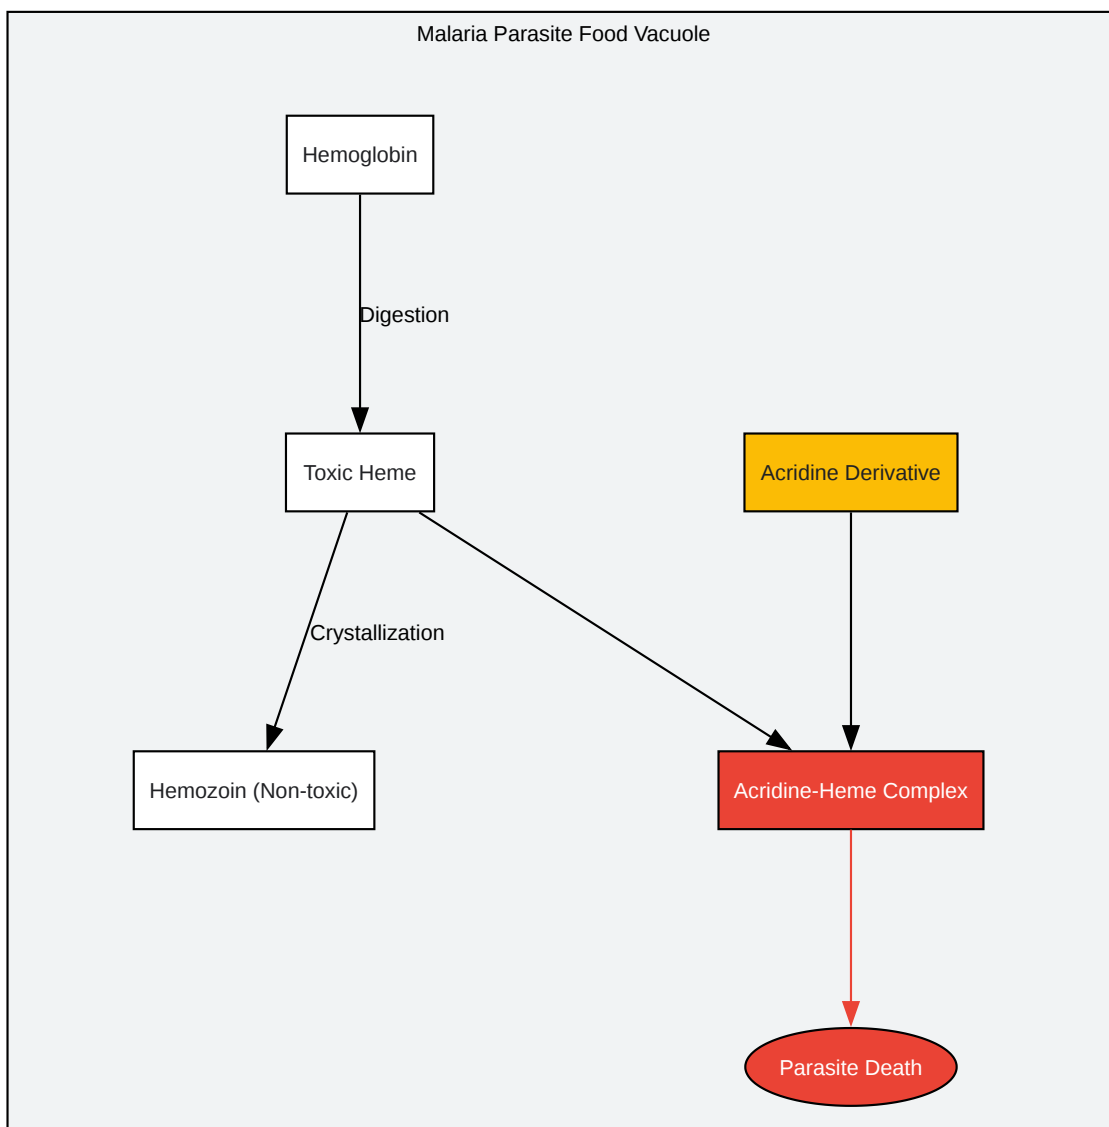 Malaria Parasite Food Vacuole
Hemoglobin
Digestion
Toxic Heme
Acridine Derivative
Crystallization
Hemozoin (Non-toxic)
Acridine-Heme Complex
Parasite Death